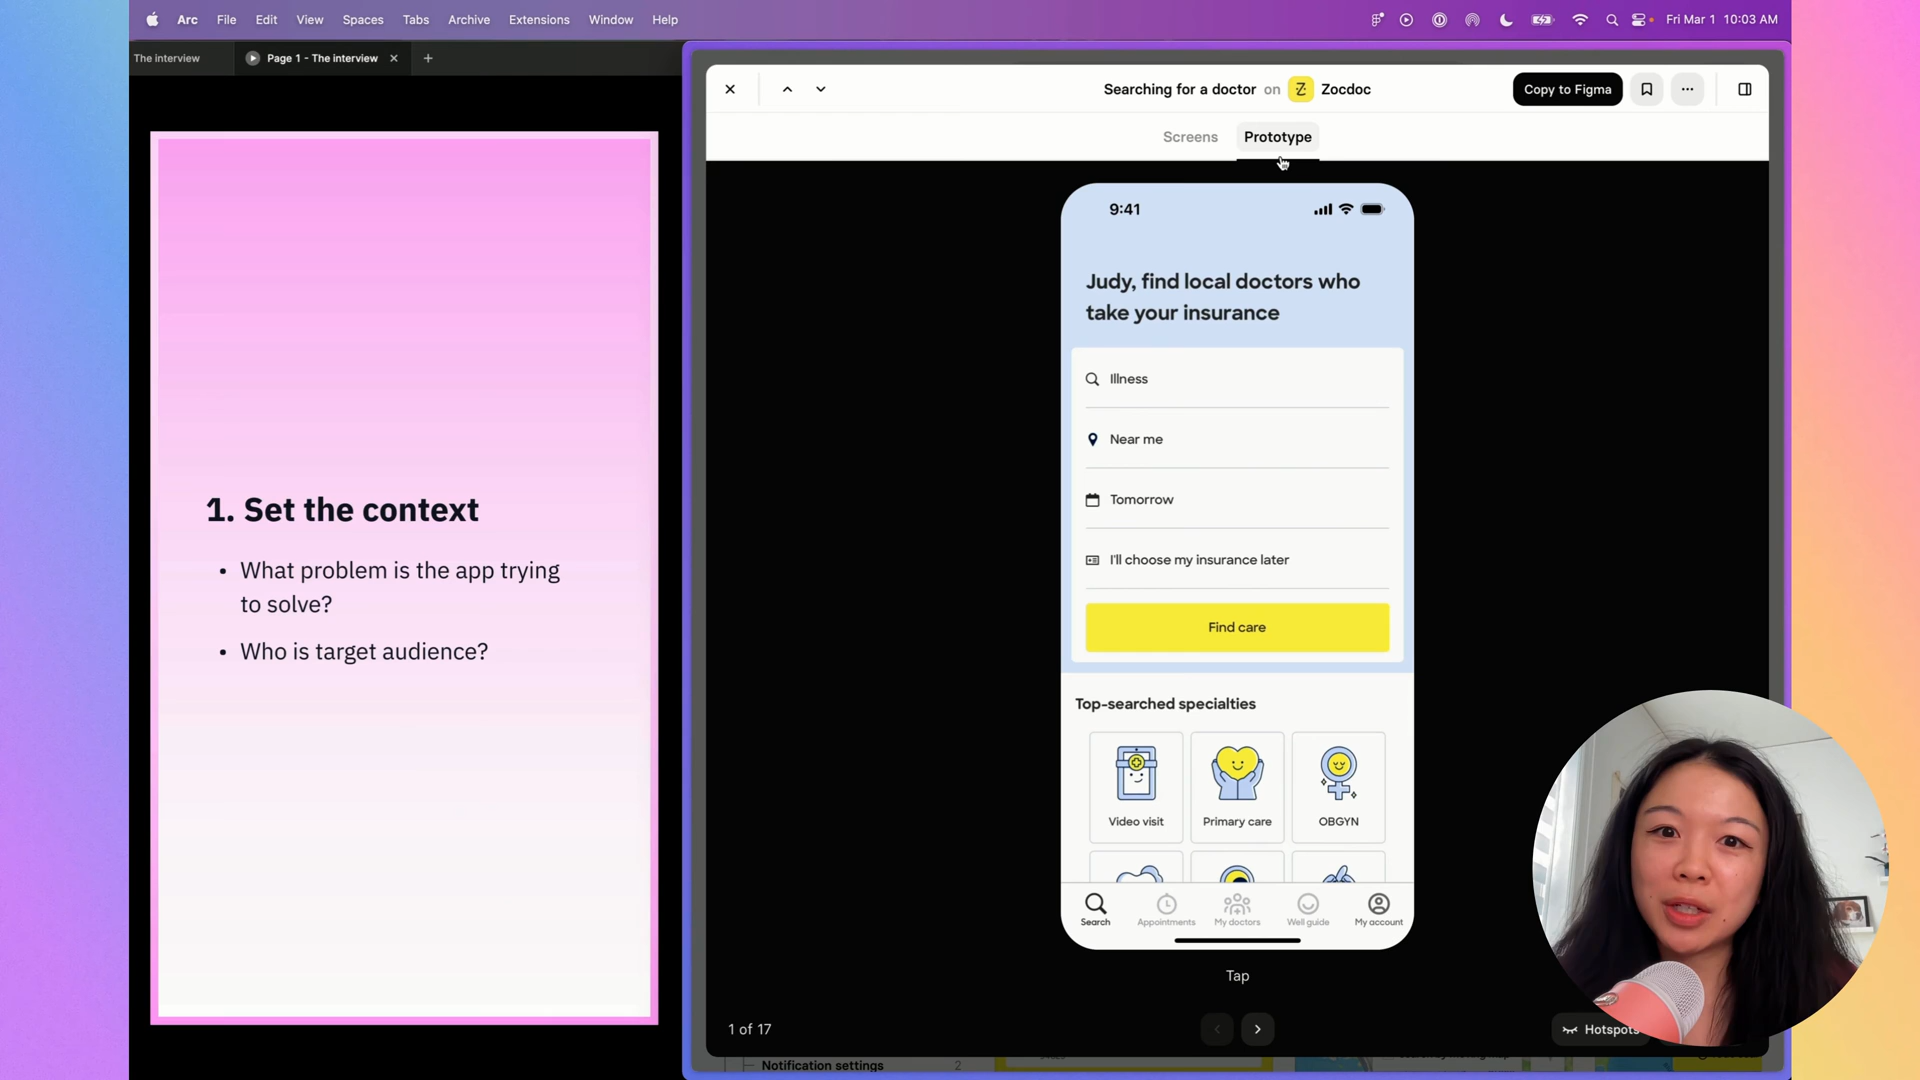 Arc File Edit View Spaces Tabs Archive Extensions Window Help
Fri Mar 1 10:03 AM
The interview
Page 1 - The interview
Searching for a doctor on Zocdoc
Copy to Figma
Screens
Prototype
1. Set the context
• What problem is the app trying
to solve?
• Who is target audience?
9:41
Judy, find local doctors who
take your insurance
Illness
Near me
Tomorrow
I'll choose my insurance later
Find care
Top-searched specialties
Video visit
Primary care
OBGYN
Search
Appointments
My doctors
Well guide
My account
Tap
1 of 17
Hotspots
Notification settings
2